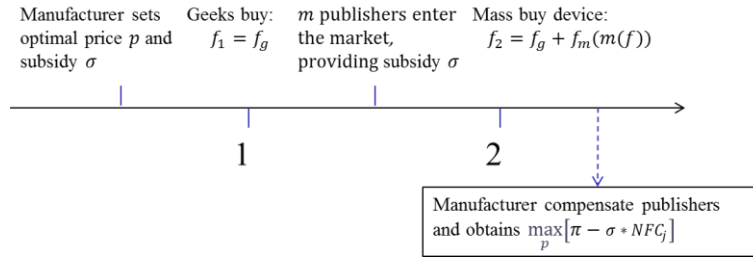 Manufacturer sets
optimal price p and
subsidy σ
Geeks buy:
f₁ = f_g
m publishers enter
the market,
providing subsidy σ
Mass buy device:
f₂ = f_g + f_m(m(f))
1
2
Manufacturer compensate publishers
and obtains max_p[π − σ * NFC_j]